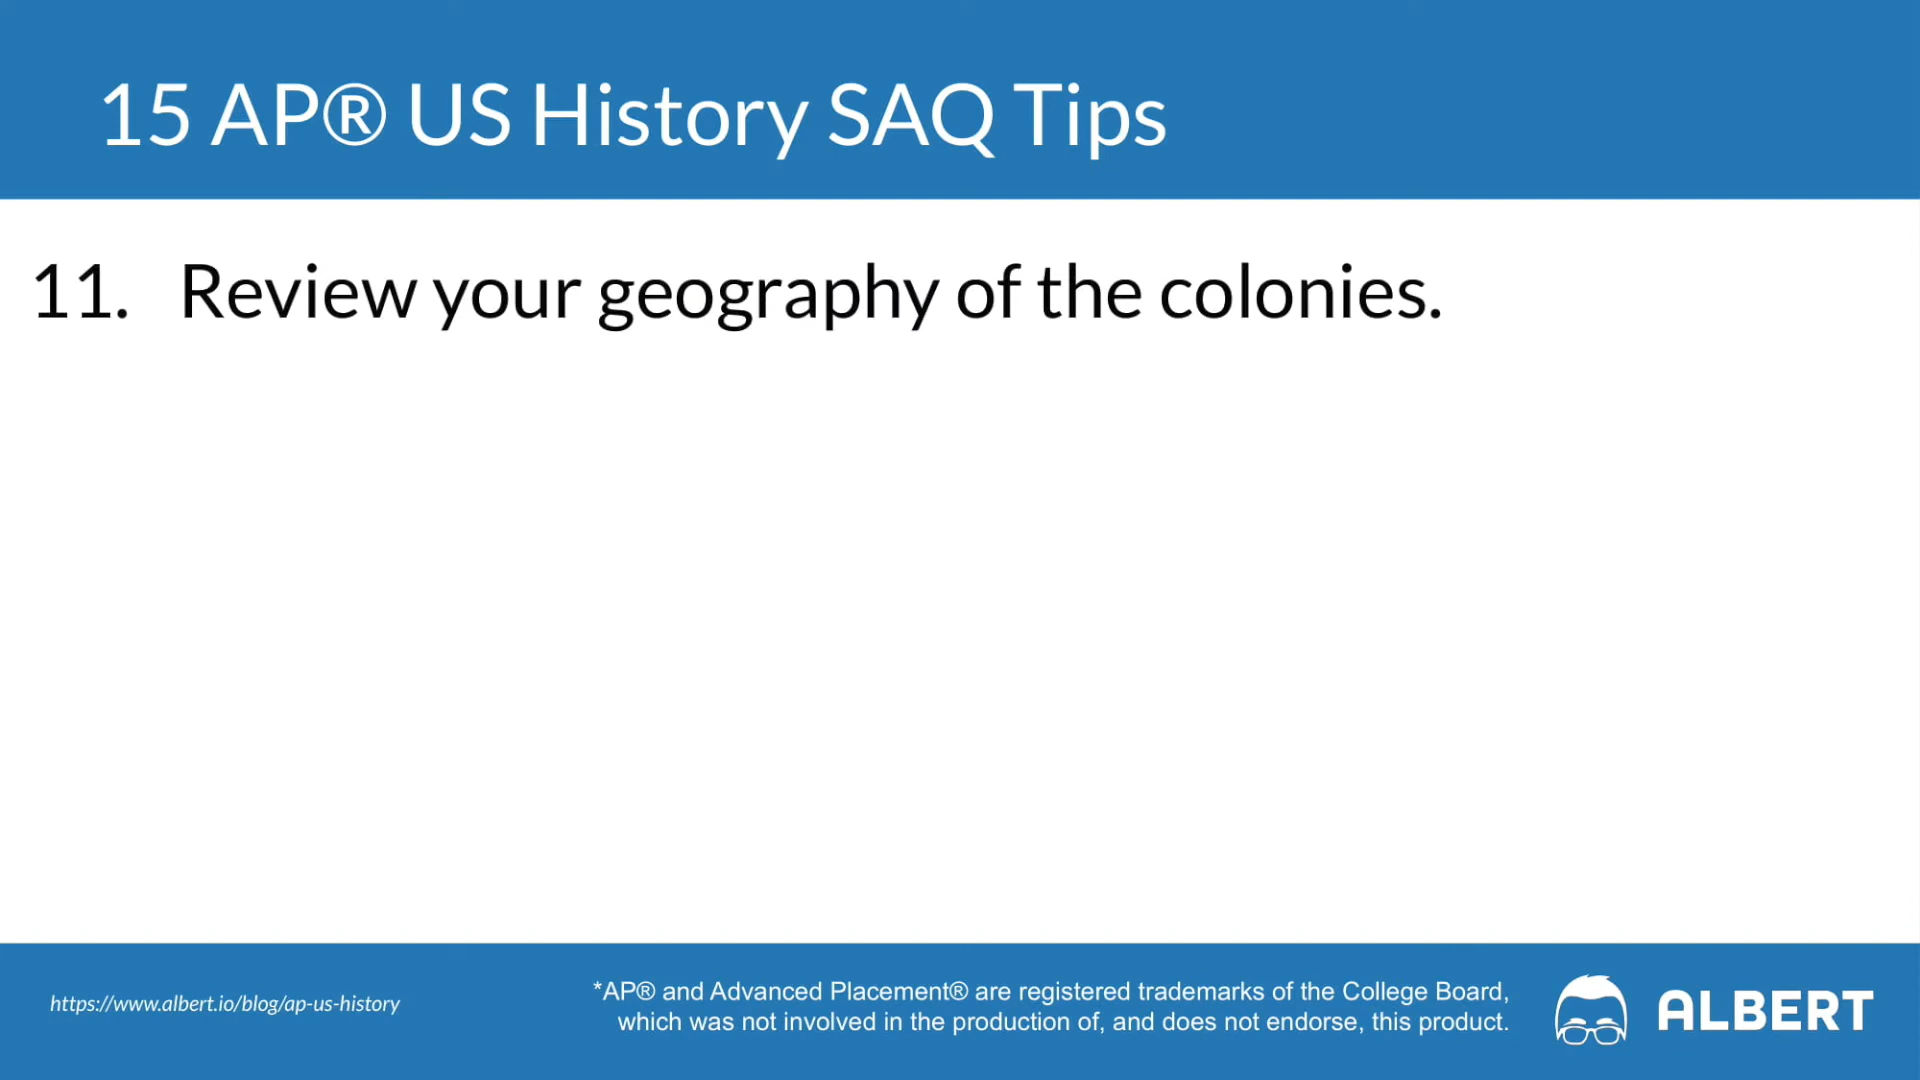 15 AP® US History SAQ Tips
11. Review your geography of the colonies.
https://www.albert.io/blog/ap-us-history
*AP® and Advanced Placement® are registered trademarks of the College Board,
which was not involved in the production of, and does not endorse, this product.
ALBERT